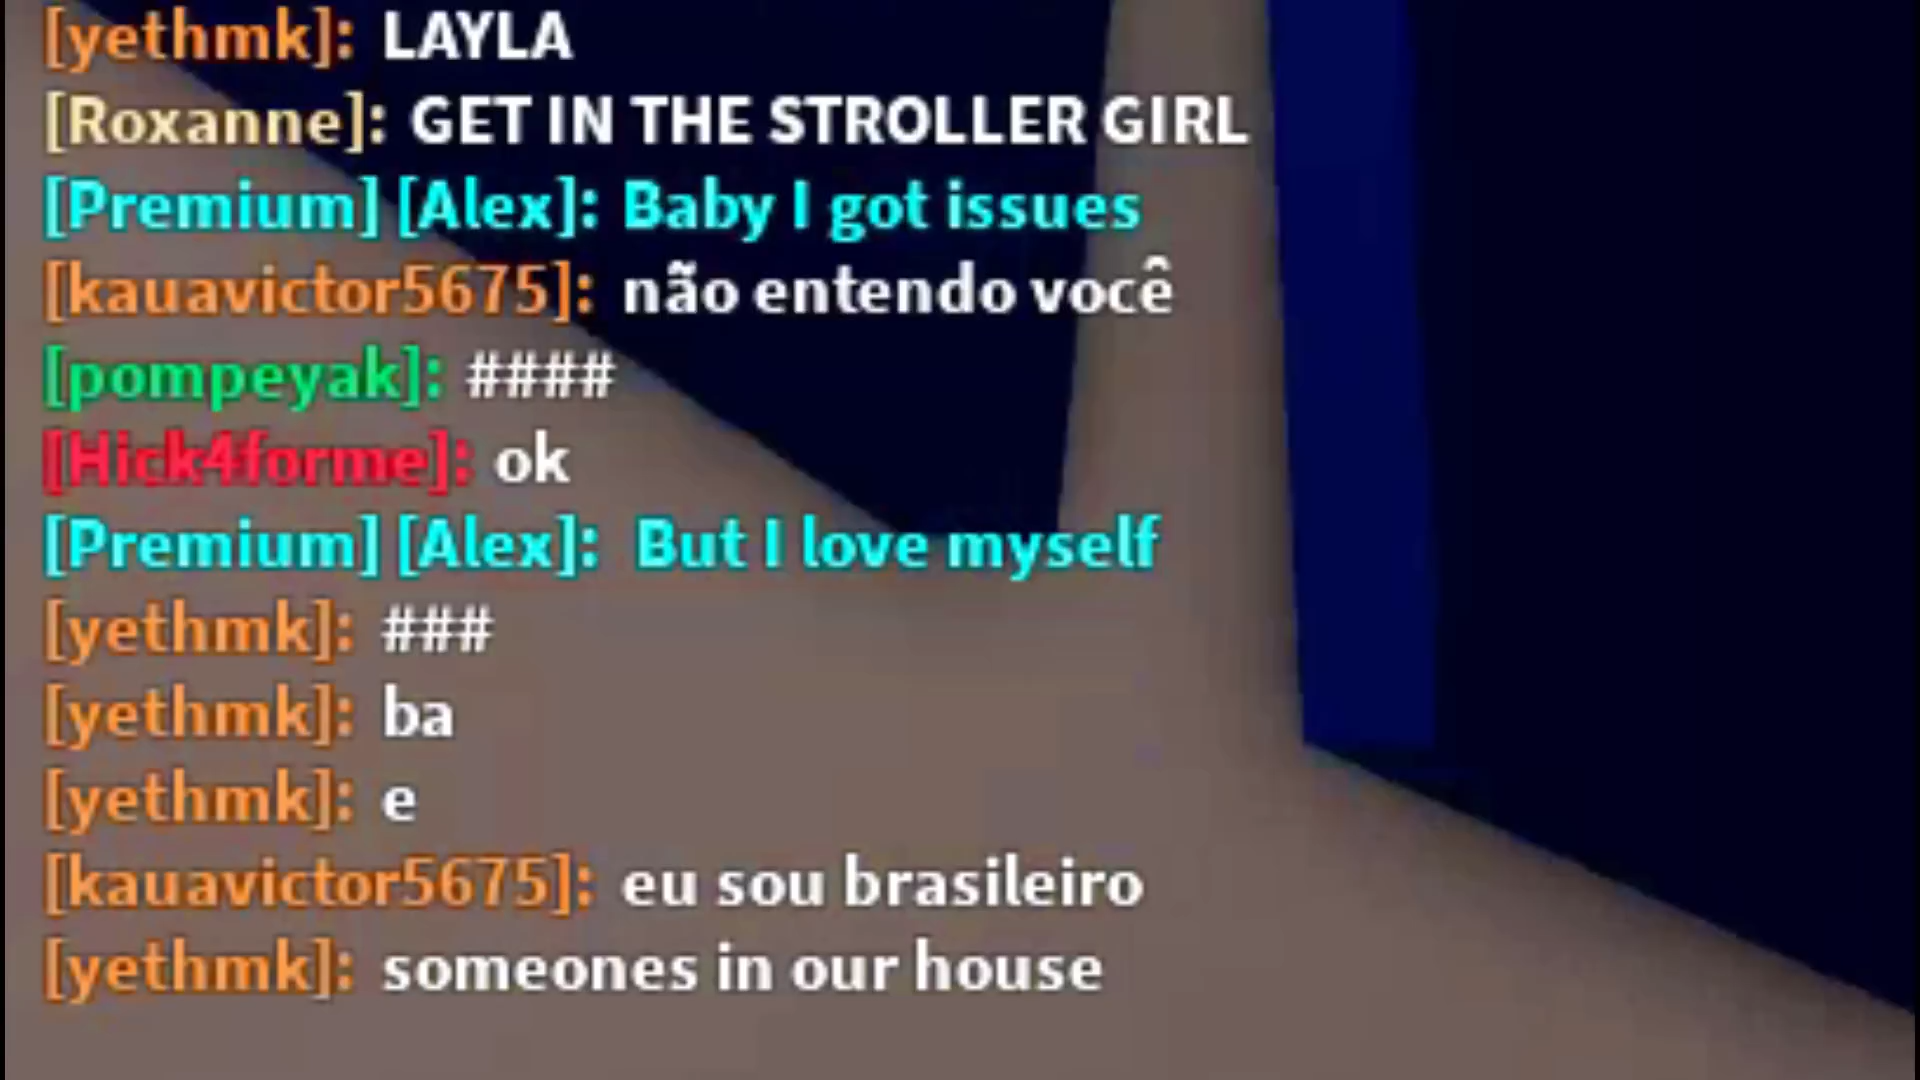 [yethmk]: LAYLA
[Roxanne]: GET IN THE STROLLER GIRL
[Premium] [Alex]: Baby I got issues
[kauavictor5675]: não entendo você
[pompeyak]: ####
[Hick4forme]: ok
[Premium] [Alex]: But I love myself
[yethmk]: ###
[yethmk]: ba
[yethmk]: e
[kauavictor5675]: eu sou brasileiro
[yethmk]: someones in our house